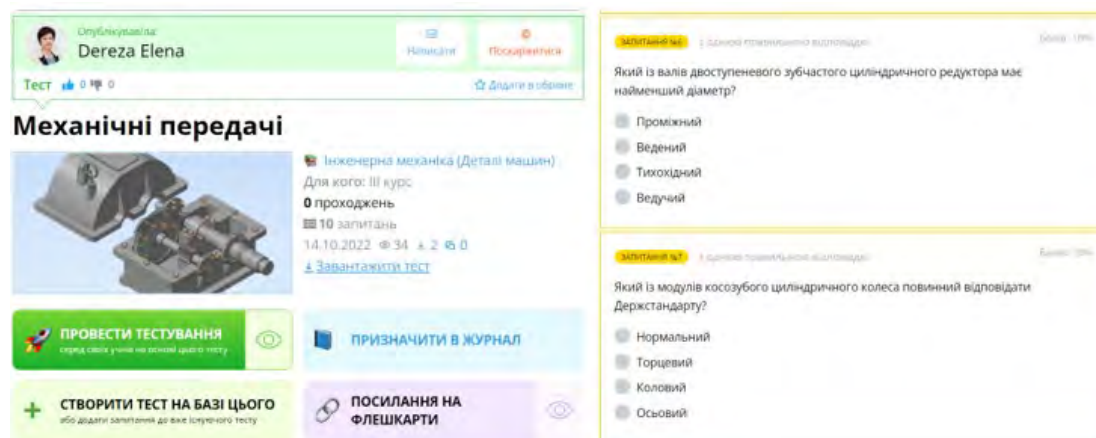 Опублікував/ла:
Dereza Elena
Написати
Поскаржитися
Тест 0 0
Додати в обране
Механічні передачі
Інженерна механіка (Деталі машин)
Для кого: III курс
0 проходжень
10 запитань
14.10.2022 34 2 0
Завантажити тест
ПРОВЕСТИ ТЕСТУВАННЯ
серед своїх учнів на основі цього тесту
ПРИЗНАЧИТИ В ЖУРНАЛ
СТВОРИТИ ТЕСТ НА БАЗІ ЦЬОГО
або додати запитання до вже існуючого тесту
ПОСИЛАННЯ НА
ФЛЕШКАРТИ
ЗАПИТАННЯ №6 з однією правильною відповіддю
Який із валів двоступеневого зубчастого циліндричного редуктора має
найменший діаметр?
Проміжний
Ведений
Тихохідний
Ведучий
ЗАПИТАННЯ №7 з однією правильною відповіддю
Який із модулів косозубого циліндричного колеса повинний відповідати
Держстандарту?
Нормальний
Торцевий
Коловий
Осьовий